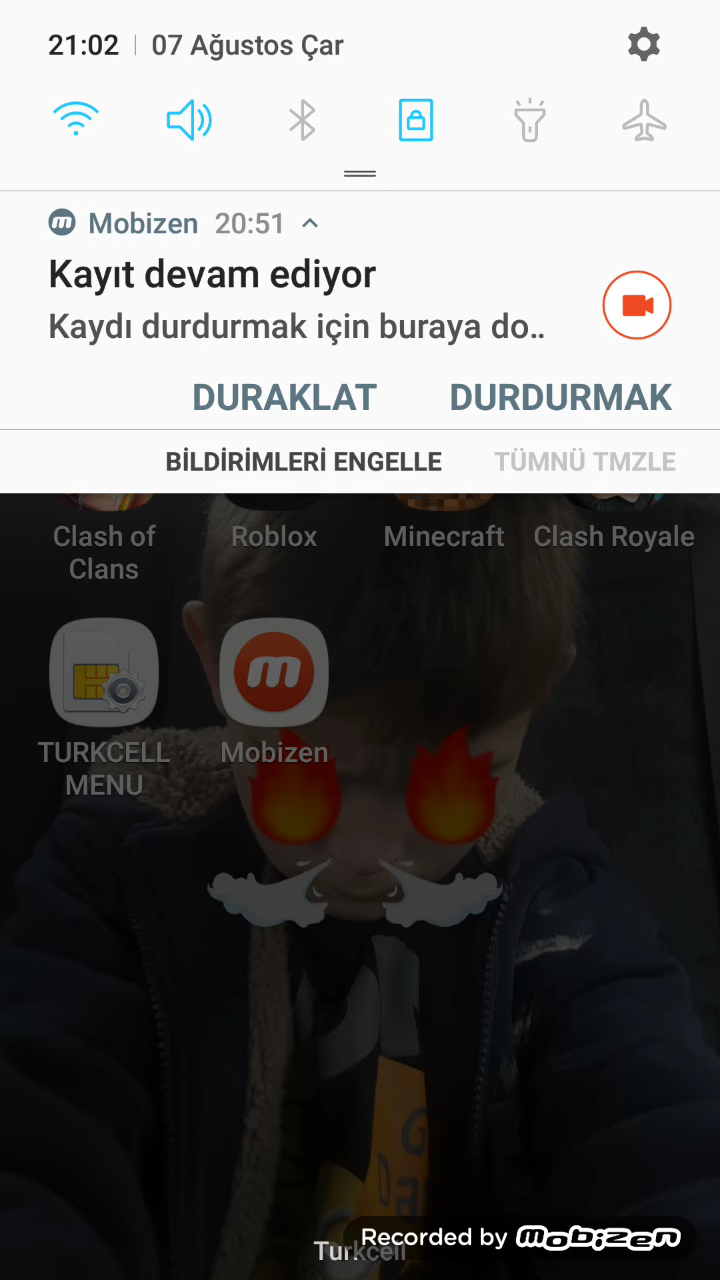 21:02 07 Ağustos Çar
Mobizen 20:51
Kayıt devam ediyor
Kaydı durdurmak için buraya do..
DURAKLAT DURDURMAK
BİLDİRİMLERİ ENGELLE TÜMNÜ TMZLE
Clash of
Clans
Roblox
Minecraft
Clash Royale
TURKCELL
MENU
Mobizen
Turkcell
Recorded by mobizen